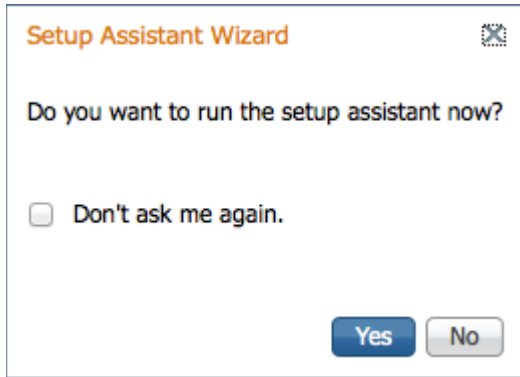 Setup Assistant Wizard
Do you want to run the setup assistant now?
Don't ask me again.
Yes No